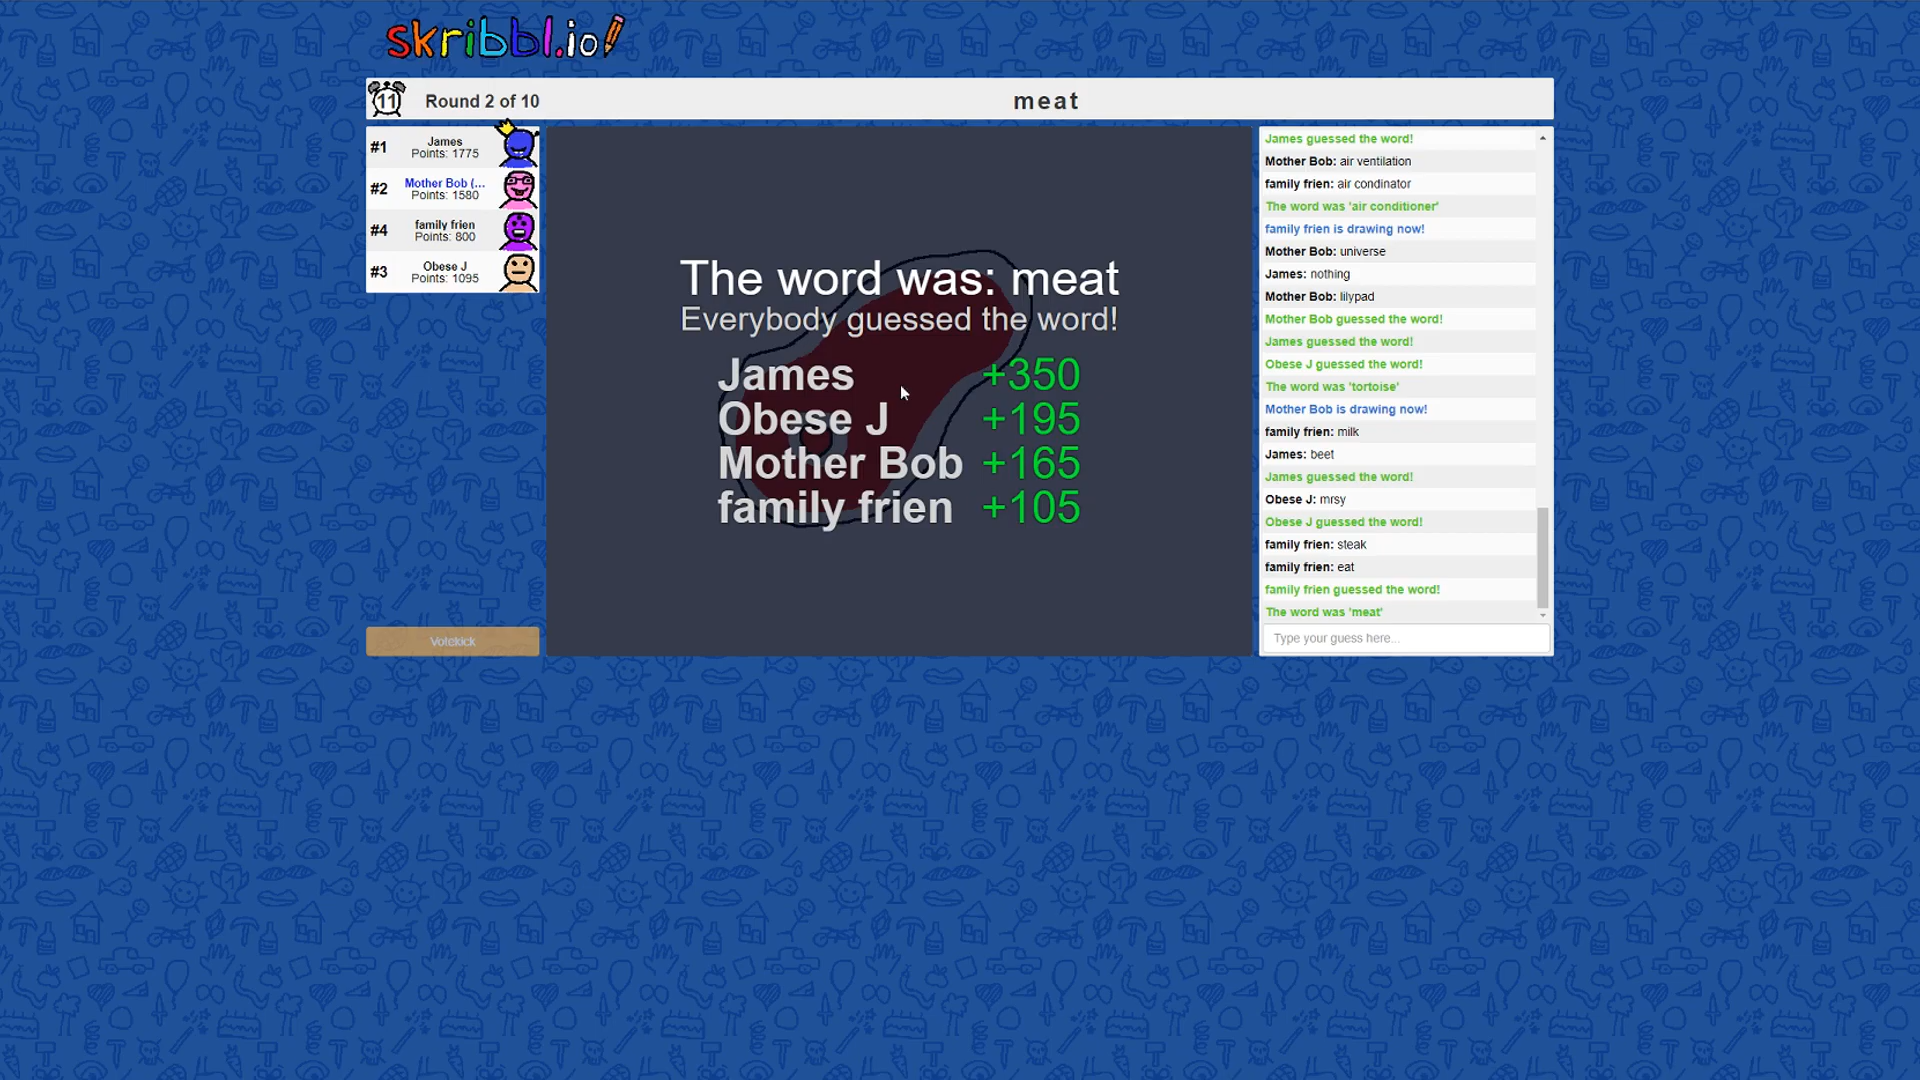 skribbl.io
11
Round 2 of 10
meat
#1
James
Points: 1775
#2
Mother Bob (...
Points: 1580
#4
family frien
Points: 800
#3
Obese J
Points: 1095
Votekick
The word was: meat
Everybody guessed the word!
James +350
Obese J +195
Mother Bob +165
family frien +105
James guessed the word!
Mother Bob: air ventilation
family frien: air condinator
The word was 'air conditioner'
family frien is drawing now!
Mother Bob: universe
James: nothing
Mother Bob: lilypad
Mother Bob guessed the word!
James guessed the word!
Obese J guessed the word!
The word was 'tortoise'
Mother Bob is drawing now!
family frien: milk
James: beet
James guessed the word!
Obese J: mrsy
Obese J guessed the word!
family frien: steak
family frien: eat
family frien guessed the word!
The word was 'meat'
Type your guess here...